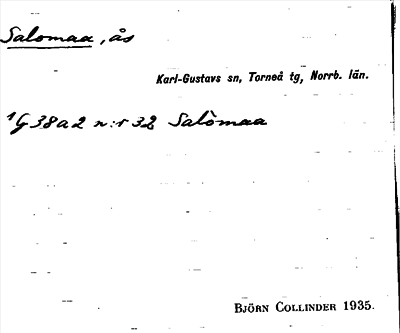 Salomaa, ås
Karl-Gustavs sn, Torneå tg, Norrb. län.
1G38a2 n:r 32 Salòmaa
BJÖRN COLLINDER 1935.